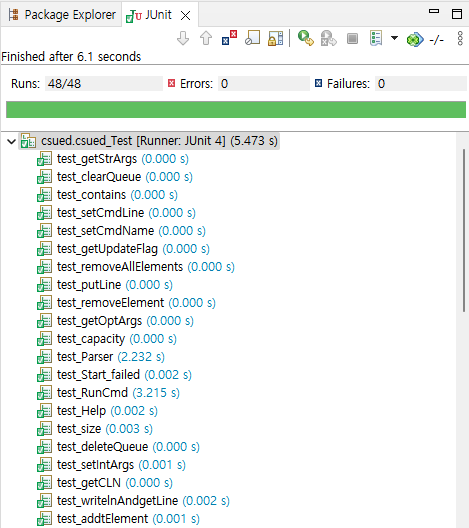 Package Explorer JUnit
Finished after 6.1 seconds
Runs: 48/48 Errors: 0 Failures: 0
csued.csued_Test [Runner: JUnit 4] (5.473 s)
test_getStrArgs (0.000 s)
test_clearQueue (0.000 s)
test_contains (0.000 s)
test_setCmdLine (0.000 s)
test_setCmdName (0.000 s)
test_getUpdateFlag (0.000 s)
test_removeAllElements (0.000 s)
test_putLine (0.000 s)
test_removeElement (0.000 s)
test_getOptArgs (0.000 s)
test_capacity (0.000 s)
test_Parser (2.232 s)
test_Start_failed (0.002 s)
test_RunCmd (3.215 s)
test_Help (0.002 s)
test_size (0.003 s)
test_deleteQueue (0.000 s)
test_setIntArgs (0.001 s)
test_getCLN (0.000 s)
test_writelnAndgetLine (0.002 s)
test_addtElement (0.001 s)